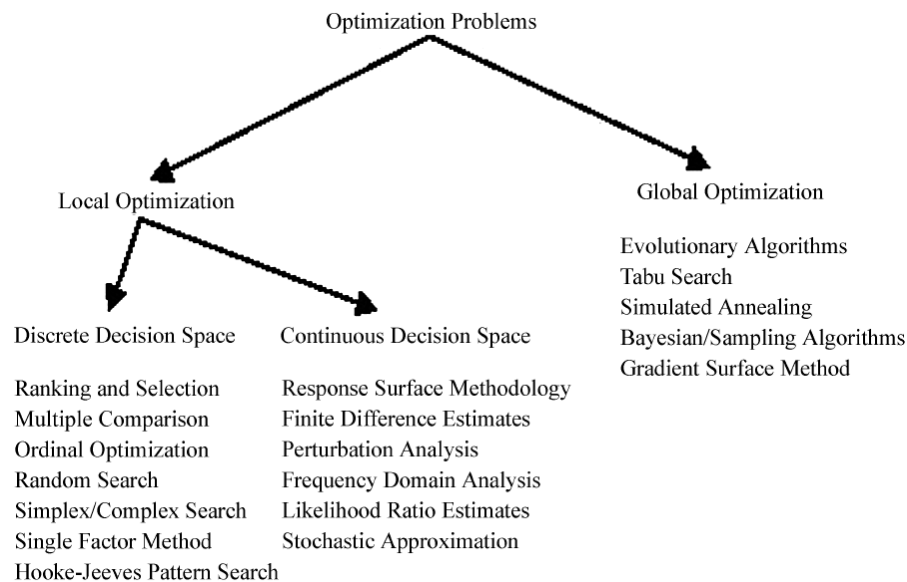 Optimization Problems
Local Optimization
Global Optimization
Discrete Decision Space
Ranking and Selection
Multiple Comparison
Ordinal Optimization
Random Search
Simplex/Complex Search
Single Factor Method
Hooke-Jeeves Pattern Search
Continuous Decision Space
Response Surface Methodology
Finite Difference Estimates
Perturbation Analysis
Frequency Domain Analysis
Likelihood Ratio Estimates
Stochastic Approximation
Evolutionary Algorithms
Tabu Search
Simulated Annealing
Bayesian/Sampling Algorithms
Gradient Surface Method